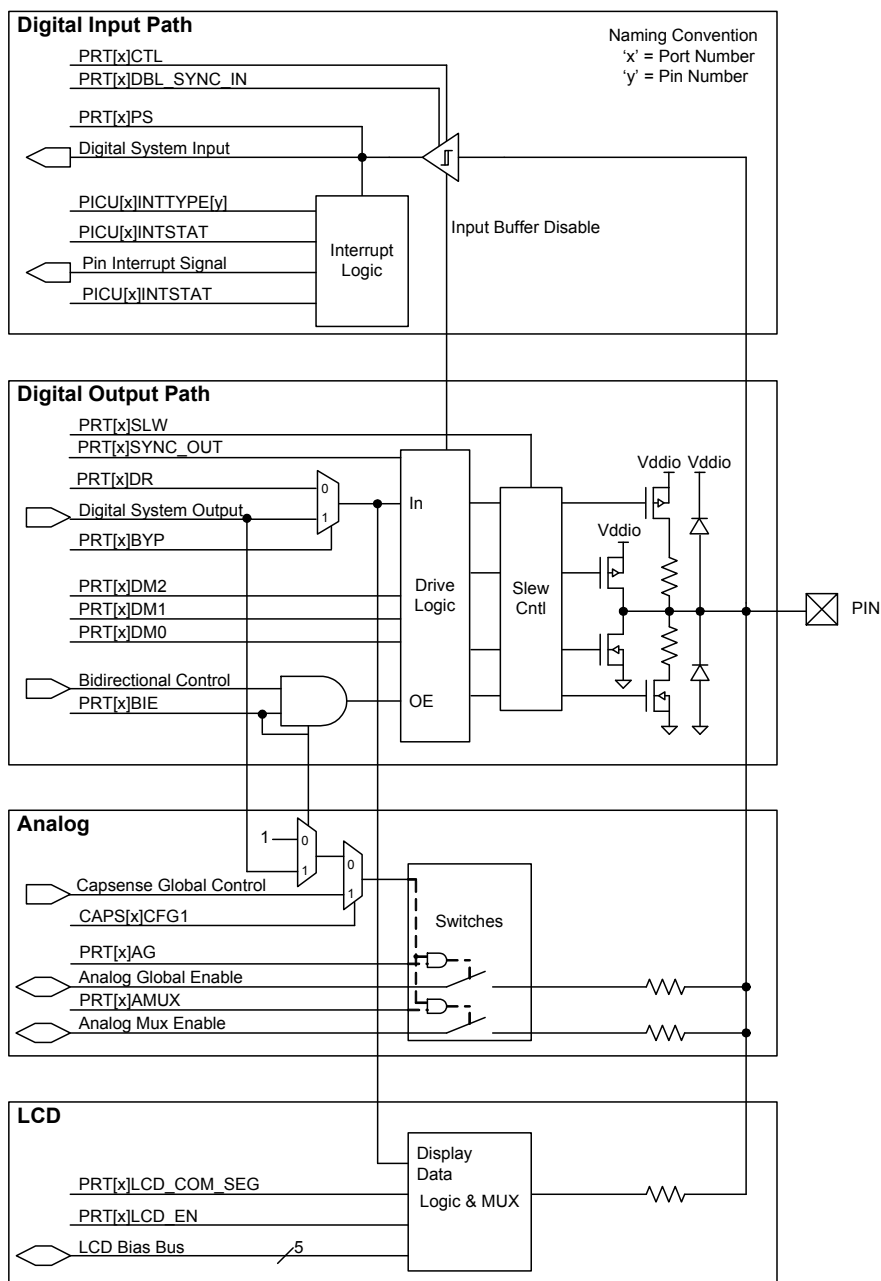 Digital Input Path
Naming Convention
‘x’ = Port Number
‘y’ = Pin Number
PRT[x]CTL
PRT[x]DBL_SYNC_IN
PRT[x]PS
Digital System Input
PICU[x]INTTYPE[y]
PICU[x]INTSTAT
Pin Interrupt Signal
PICU[x]INTSTAT
Interrupt
Logic
Input Buffer Disable
Digital Output Path
PRT[x]SLW
PRT[x]SYNC_OUT
PRT[x]DR
Digital System Output
PRT[x]BYP
0
1
In
PRT[x]DM2
PRT[x]DM1
PRT[x]DM0
Drive
Logic
Slew
Cntl
Vddio
Vddio
Vddio
PIN
Bidirectional Control
PRT[x]BIE
OE
Analog
1
0
1
0
1
Capsense Global Control
CAPS[x]CFG1
Switches
PRT[x]AG
Analog Global Enable
PRT[x]AMUX
Analog Mux Enable
LCD
Display
Data
Logic & MUX
PRT[x]LCD_COM_SEG
PRT[x]LCD_EN
LCD Bias Bus
5